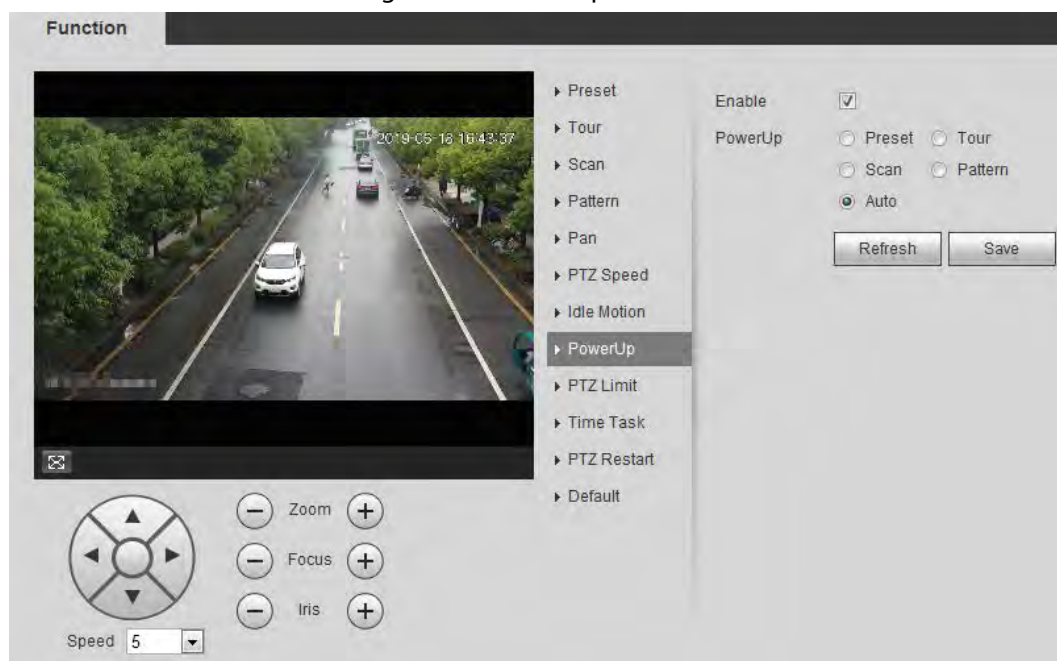 Function
2019-05-18 16:43:37
Preset
Tour
Scan
Pattern
Pan
PTZ Speed
Idle Motion
PowerUp
PTZ Limit
Time Task
PTZ Restart
Default
Enable
PowerUp
Preset Tour
Scan Pattern
Auto
Refresh Save
Zoom
Focus
Iris
Speed 5